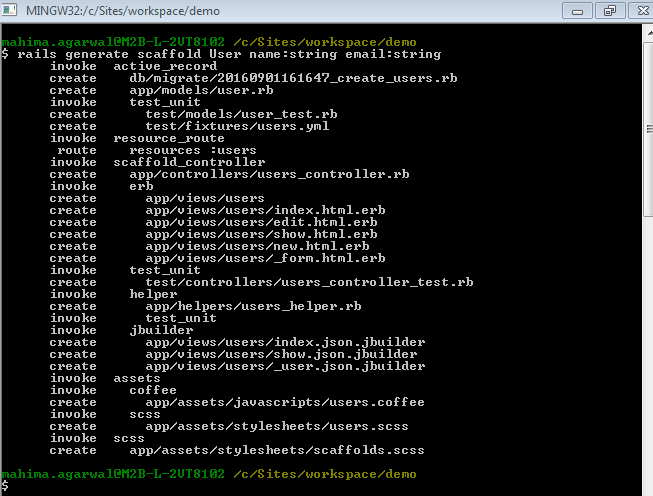 MINGW32:/c/Sites/workspace/demo
mahima.agarwal@M2B-L-2VT8102 /c/Sites/workspace/demo
$ rails generate scaffold User name:string email:string
      invoke  active_record
      create    db/migrate/20160901161647_create_users.rb
      create    app/models/user.rb
      invoke    test_unit
      create      test/models/user_test.rb
      create      test/fixtures/users.yml
      invoke  resource_route
       route    resources :users
      invoke  scaffold_controller
      create    app/controllers/users_controller.rb
      invoke    erb
      create      app/views/users
      create      app/views/users/index.html.erb
      create      app/views/users/edit.html.erb
      create      app/views/users/show.html.erb
      create      app/views/users/new.html.erb
      create      app/views/users/_form.html.erb
      invoke    test_unit
      create      test/controllers/users_controller_test.rb
      invoke    helper
      create      app/helpers/users_helper.rb
      invoke      test_unit
      invoke    jbuilder
      create      app/views/users/index.json.jbuilder
      create      app/views/users/show.json.jbuilder
      create      app/views/users/_user.json.jbuilder
      invoke  assets
      invoke    coffee
      create      app/assets/javascripts/users.coffee
      invoke    scss
      create      app/assets/stylesheets/users.scss
      invoke  scss
      create    app/assets/stylesheets/scaffolds.scss
mahima.agarwal@M2B-L-2VT8102 /c/Sites/workspace/demo
$